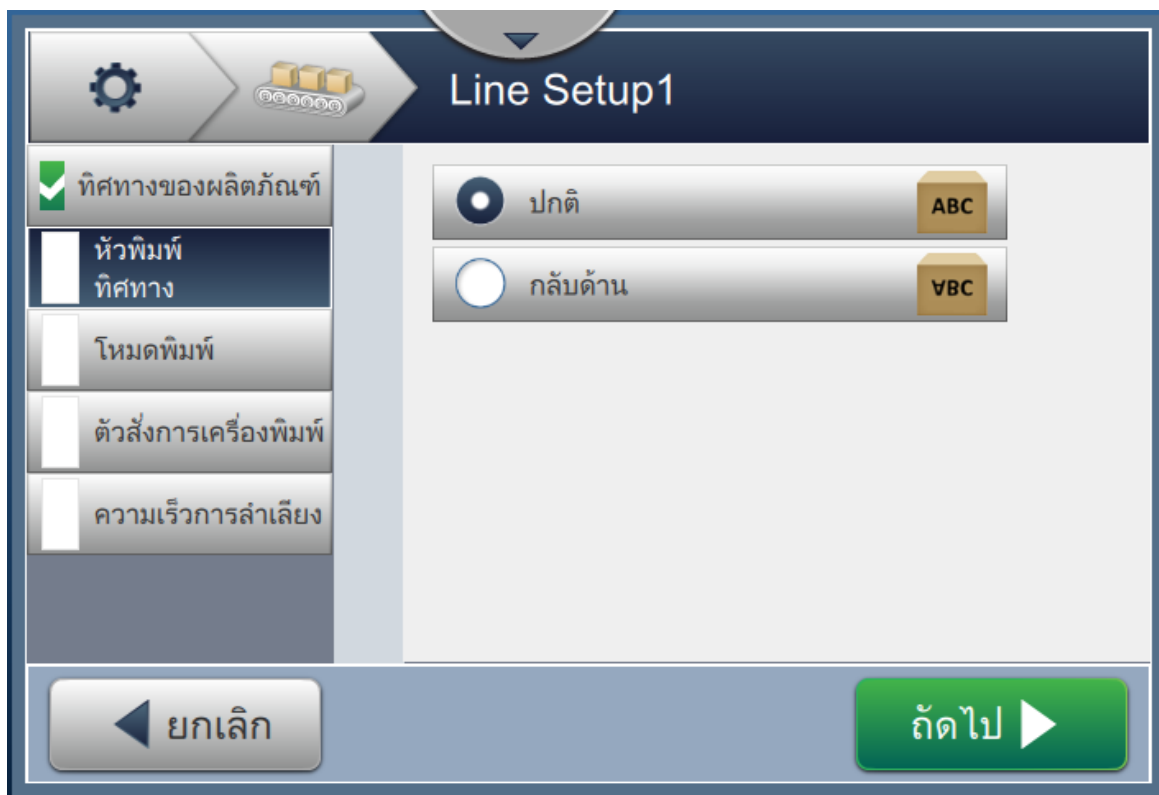 Line Setup1
ทิศทางของผลิตภัณฑ์
หัวพิมพ์
ทิศทาง
โหมดพิมพ์
ตัวสั่งการเครื่องพิมพ์
ความเร็วการลำเลียง
ปกติ
ABC
กลับด้าน
∀BC
ยกเลิก
ถัดไป